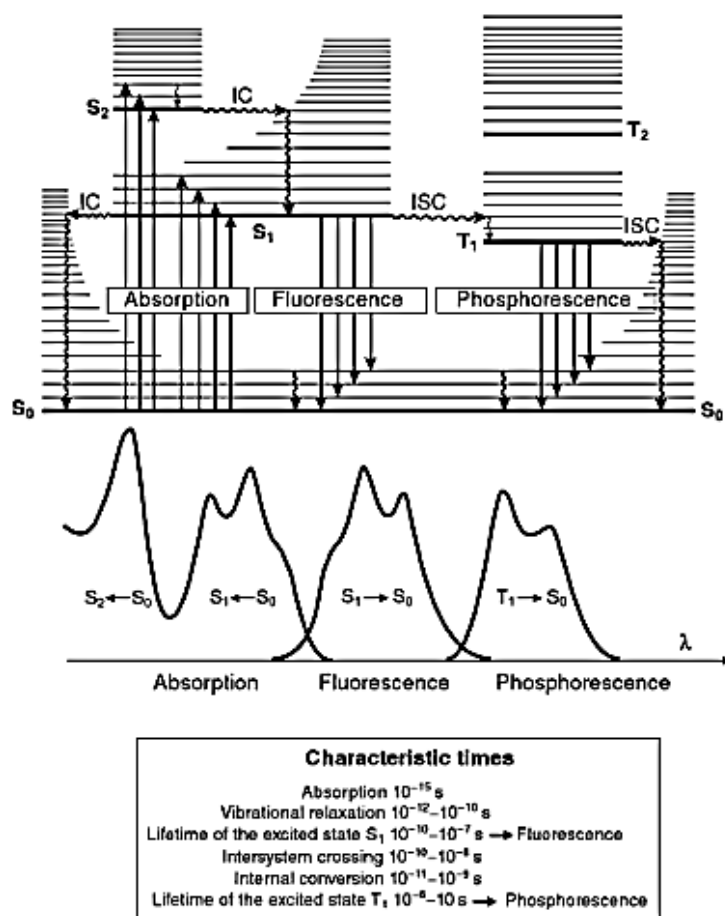 S₂
IC
T₂
IC
ISC
ISC
S₁
T₁
Absorption
Fluorescence
Phosphorescence
S₀
S₀
S₂←S₀
S₁←S₀
S₁→S₀
T₁→S₀
λ
Absorption
Fluorescence
Phosphorescence
Characteristic times
Absorption 10⁻¹⁵ s
Vibrational relaxation 10⁻¹²–10⁻¹⁰ s
Lifetime of the excited state S₁ 10⁻¹⁰–10⁻⁷ s → Fluorescence
Intersystem crossing 10⁻¹⁰–10⁻⁸ s
Internal conversion 10⁻¹¹–10⁻⁹ s
Lifetime of the excited state T₁ 10⁻⁶–10 s → Phosphorescence